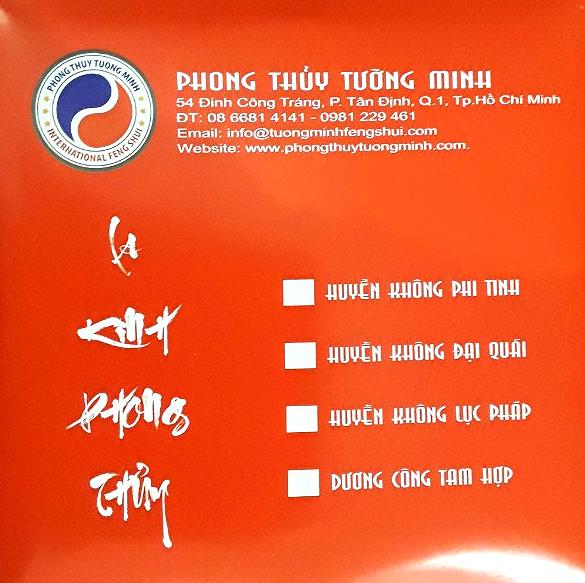 PHONG THUY TUONG MINH
INTERNATIONAL FENG SHUI
PHONG THỦY TƯỜNG MINH
54 Đinh Công Tráng, P. Tân Định, Q.1, Tp.Hồ Chí Minh
ĐT: 08 6681 4141 - 0981 229 461
Email: info@tuongminhfengshui.com
Website: www.phongthuytuongminh.com.
La
Kinh
Phong
Thủy
HUYỀN KHÔNG PHI TINH
HUYỀN KHÔNG ĐẠI QUÁI
HUYỀN KHÔNG LỤC PHÁP
DƯƠNG CÔNG TAM HỢP